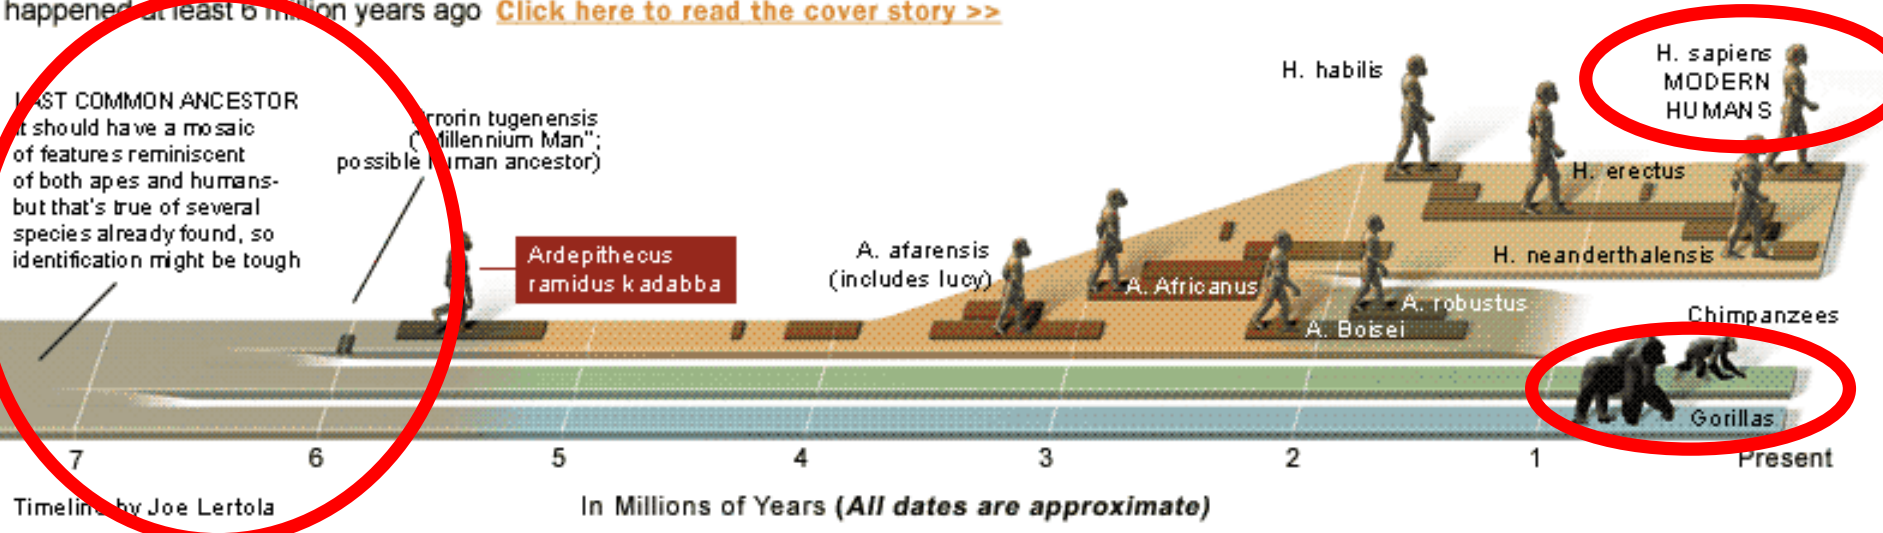 happened at least 6 million years ago Click here to read the cover story >>
LAST COMMON ANCESTOR
It should have a mosaic
of features reminiscent
of both apes and humans-
but that's true of several
species already found, so
identification might be tough
Orrorin tugenensis
("Millennium Man";
possible human ancestor)
Ardepithecus
ramidus kadabba
A. afarensis
(includes lucy)
A. Africanus
H. habilis
H. sapiens
MODERN
HUMANS
H. erectus
H. neanderthalensis
A. robustus
A. Boisei
Chimpanzees
Gorillas
7 6 5 4 3 2 1 Present
Timeline by Joe Lertola
In Millions of Years (All dates are approximate)